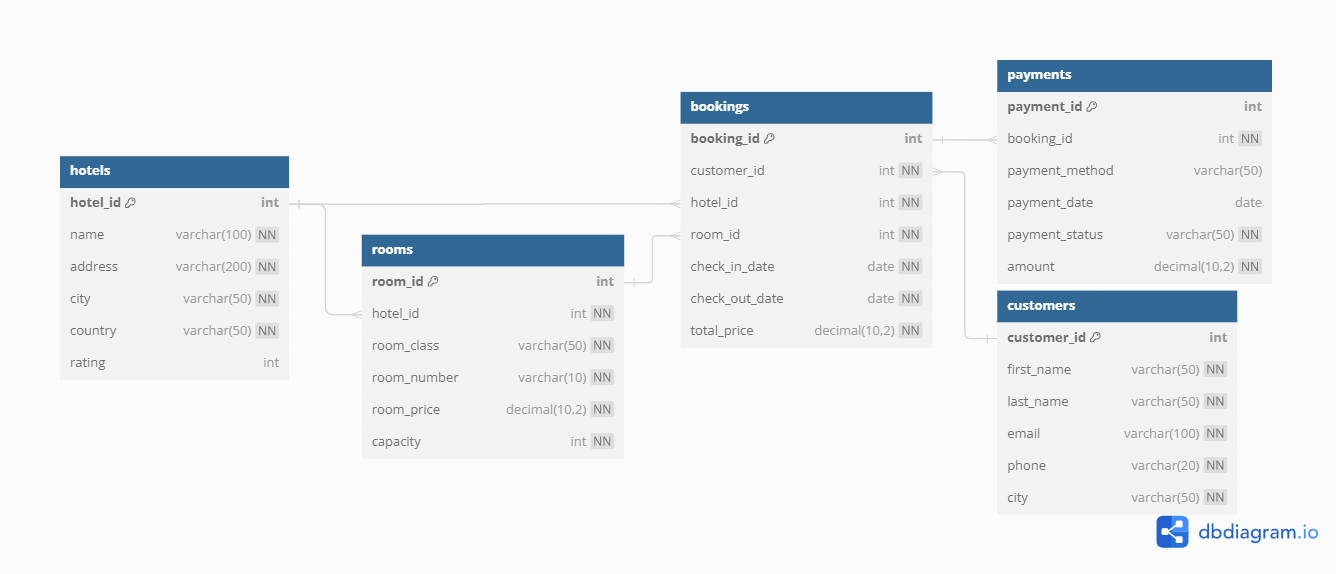 hotels
hotel_id int
name varchar(100) NN
address varchar(200) NN
city varchar(50) NN
country varchar(50) NN
rating int
rooms
room_id int
hotel_id int NN
room_class varchar(50) NN
room_number varchar(10) NN
room_price decimal(10,2) NN
capacity int NN
bookings
booking_id int
customer_id int NN
hotel_id int NN
room_id int NN
check_in_date date NN
check_out_date date NN
total_price decimal(10,2) NN
payments
payment_id int
booking_id int NN
payment_method varchar(50)
payment_date date
payment_status varchar(50) NN
amount decimal(10,2) NN
customers
customer_id int
first_name varchar(50) NN
last_name varchar(50) NN
email varchar(100) NN
phone varchar(20) NN
city varchar(50) NN
dbdiagram.io